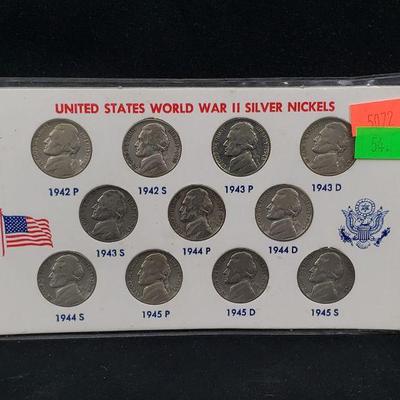 UNITED STATES WORLD WAR II SILVER NICKELS
5072
54.
1942 P 1942 S 1943 P 1943 D
1943 S 1944 P 1944 D
1944 S 1945 P 1945 D 1945 S